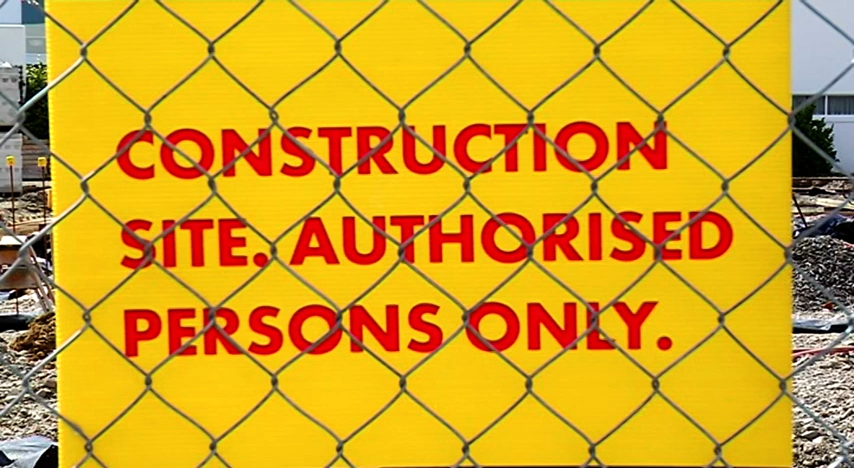 CONSTRUCTION
SITE. AUTHORISED
PERSONS ONLY.